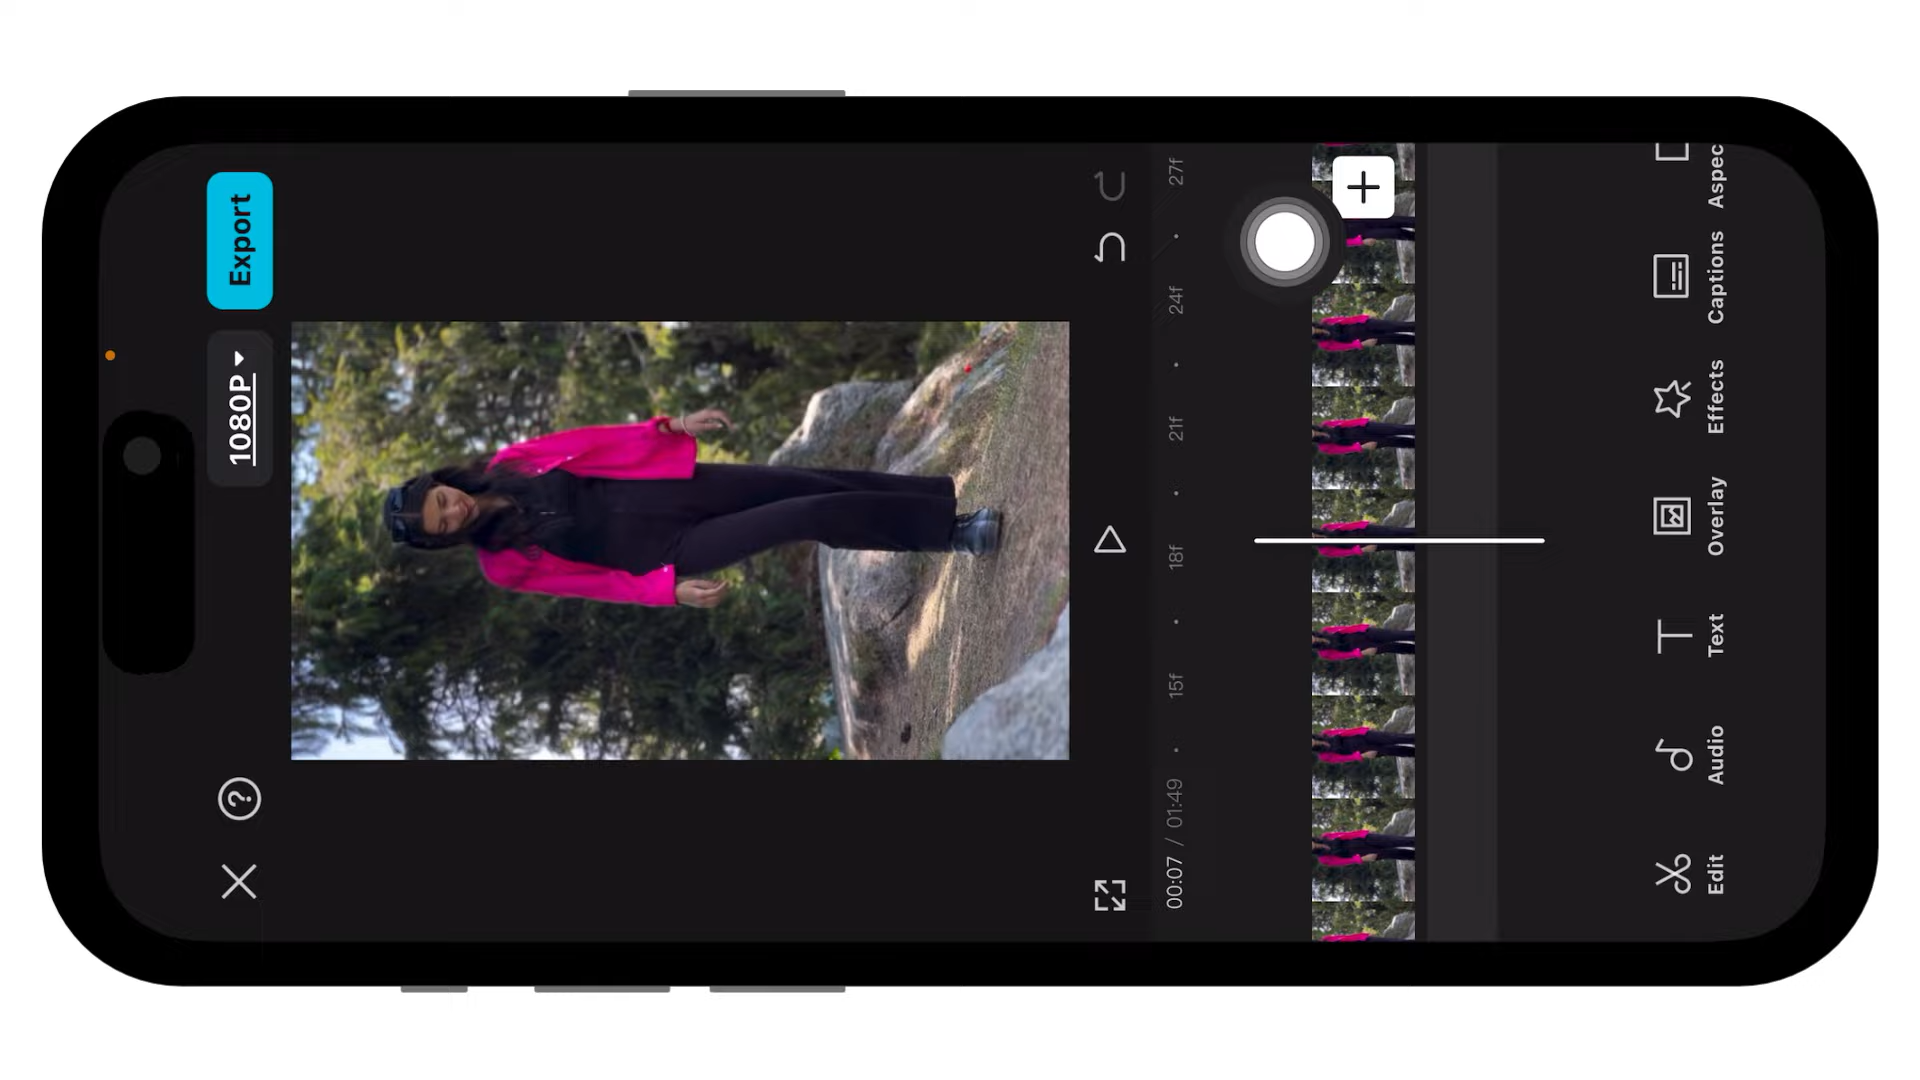 ?
1080P
Export
00:07 / 01:49
15f
18f
21f
24f
27f
Edit
Audio
Text
Overlay
Effects
Captions
Aspec